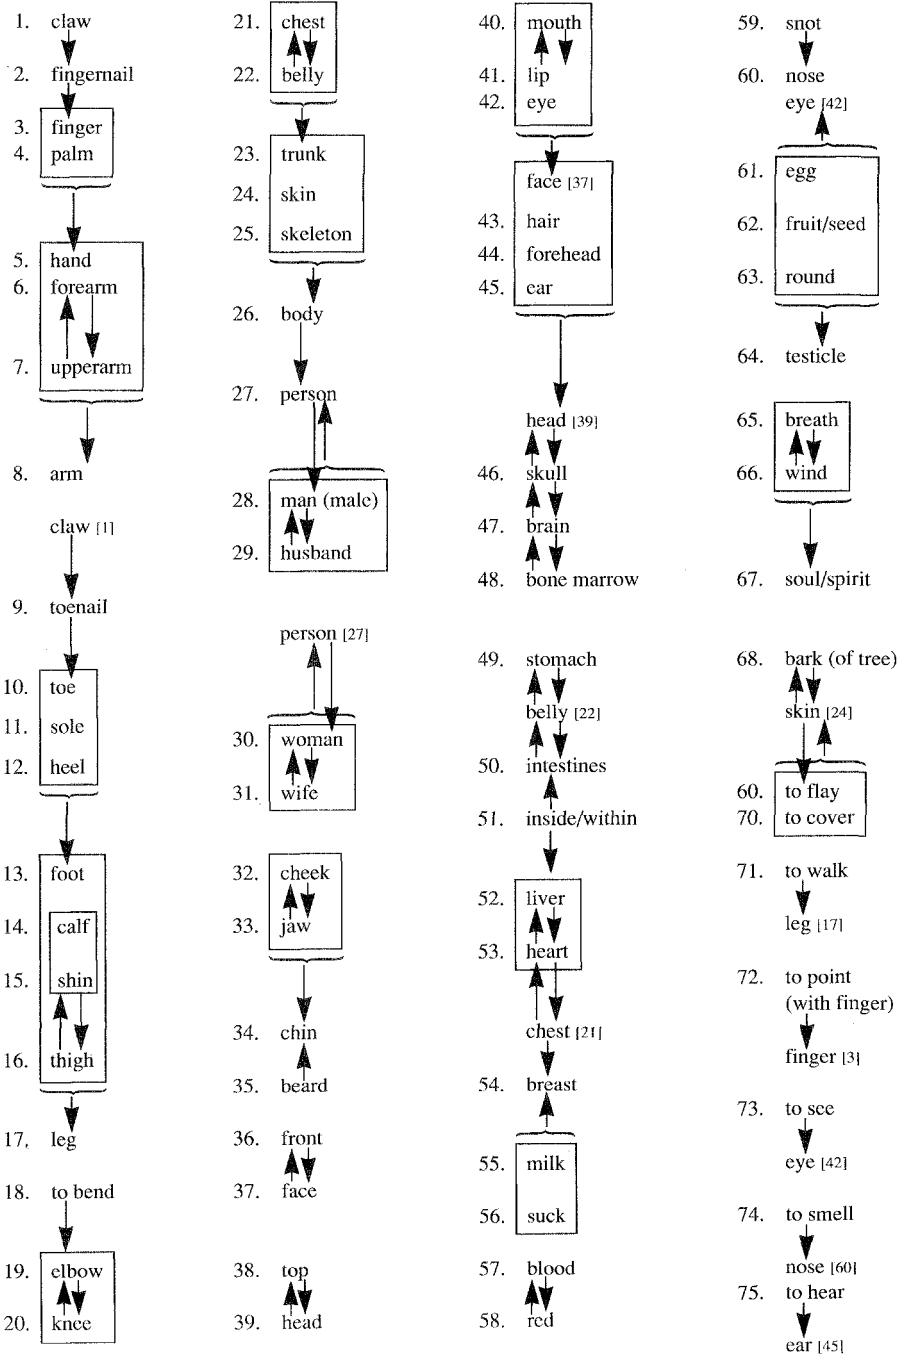 1. claw
2. fingernail
3. finger
4. palm
5. hand
6. forearm
7. upperarm
8. arm
claw [1]
9. toenail
10. toe
11. sole
12. heel
13. foot
14. calf
15. shin
16. thigh
17. leg
18. to bend
19. elbow
20. knee
21. chest
22. belly
23. trunk
24. skin
25. skeleton
26. body
27. person
28. man (male)
29. husband
person [27]
30. woman
31. wife
32. cheek
33. jaw
34. chin
35. beard
36. front
37. face
38. top
39. head
40. mouth
41. lip
42. eye
face [37]
43. hair
44. forehead
45. ear
head [39]
46. skull
47. brain
48. bone marrow
49. stomach
belly [22]
50. intestines
51. inside/within
52. liver
53. heart
chest [21]
54. breast
55. milk
56. suck
57. blood
58. red
59. snot
60. nose
eye [42]
61. egg
62. fruit/seed
63. round
64. testicle
65. breath
66. wind
67. soul/spirit
68. bark (of tree)
skin [24]
60. to flay
70. to cover
71. to walk
leg [17]
72. to point
(with finger)
finger [3]
73. to see
eye [42]
74. to smell
nose [60]
75. to hear
ear [45]